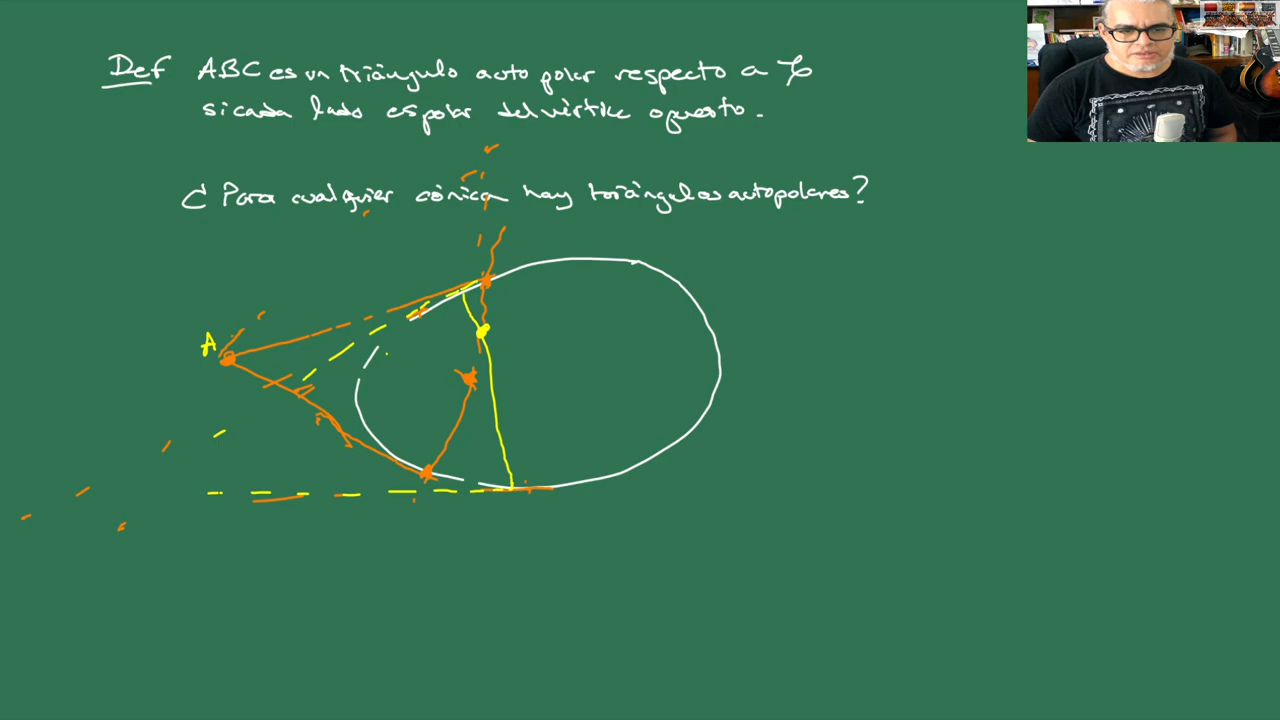 Def ABC es un triángulo auto polar respecto a 𝒞
si cada lado es polar del vértice opuesto.
¿Para cualquier cónica hay triángulos autopolares?
A